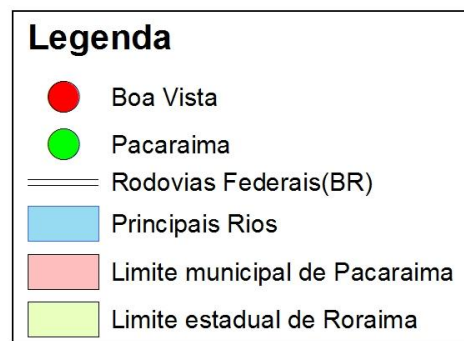 Legenda
Boa Vista
Pacaraima
Rodovias Federais(BR)
Principais Rios
Limite municipal de Pacaraima
Limite estadual de Roraima